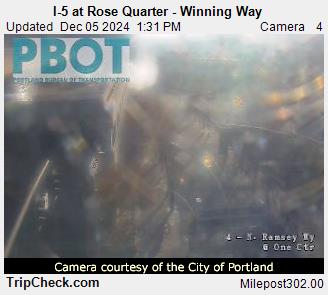 I-5 at Rose Quarter - Winning Way
Updated Dec 05 2024 1:31 PM Camera 4
PBOT
PORTLAND BUREAU OF TRANSPORTATION
4 - N. Ramsey Wy
@ One Ctr
Camera courtesy of the City of Portland
TripCheck.com Milepost302.00